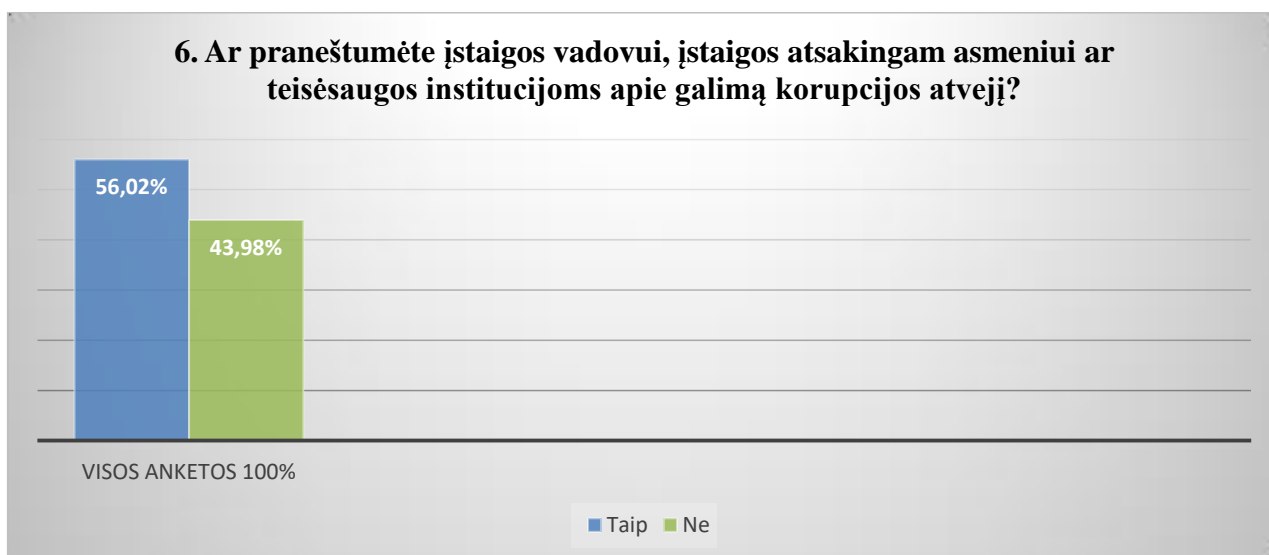 6. Ar praneštumėte įstaigos vadovui, įstaigos atsakingam asmeniui ar
teisėsaugos institucijoms apie galimą korupcijos atvejį?
56,02%
43,98%
VISOS ANKETOS 100%
Taip Ne